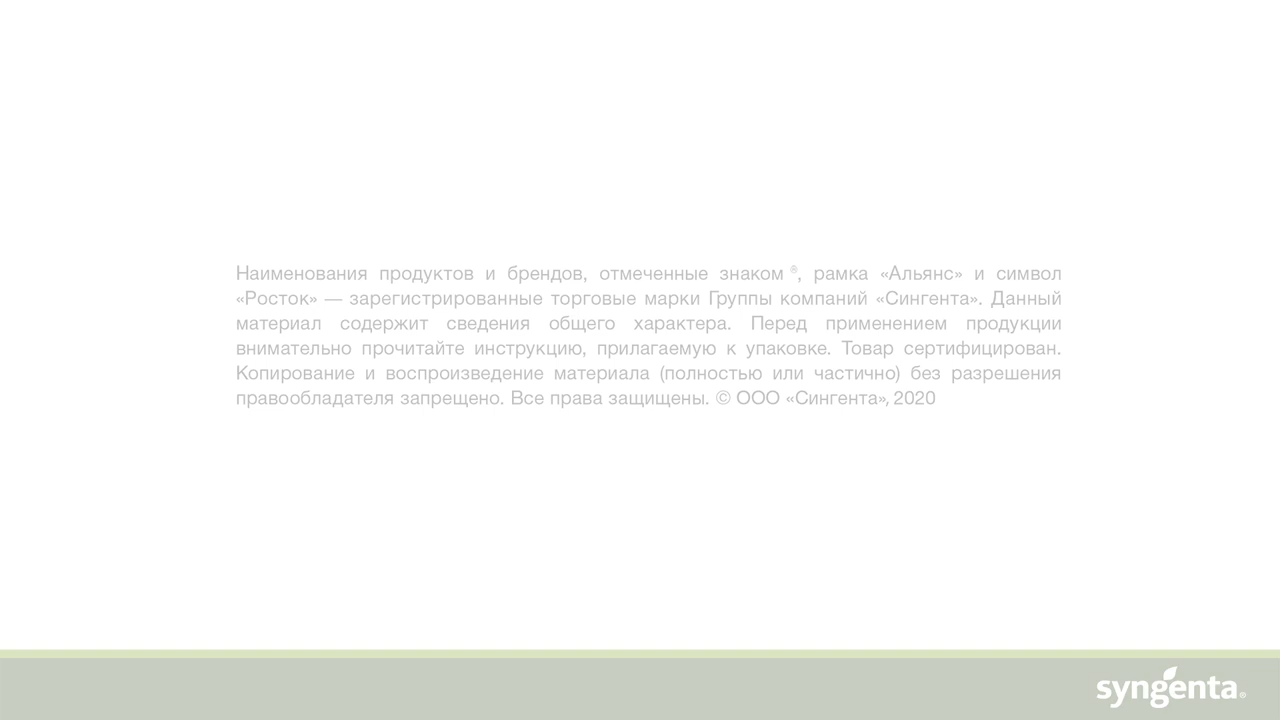 Наименования продуктов и брендов, отмеченные знаком ®, рамка «Альянс» и символ
«Росток» — зарегистрированные торговые марки Группы компаний «Сингента». Данный
материал содержит сведения общего характера. Перед применением продукции
внимательно прочитайте инструкцию, прилагаемую к упаковке. Товар сертифицирован.
Копирование и воспроизведение материала (полностью или частично) без разрешения
правообладателя запрещено. Все права защищены. © ООО «Сингента», 2020
syngenta®